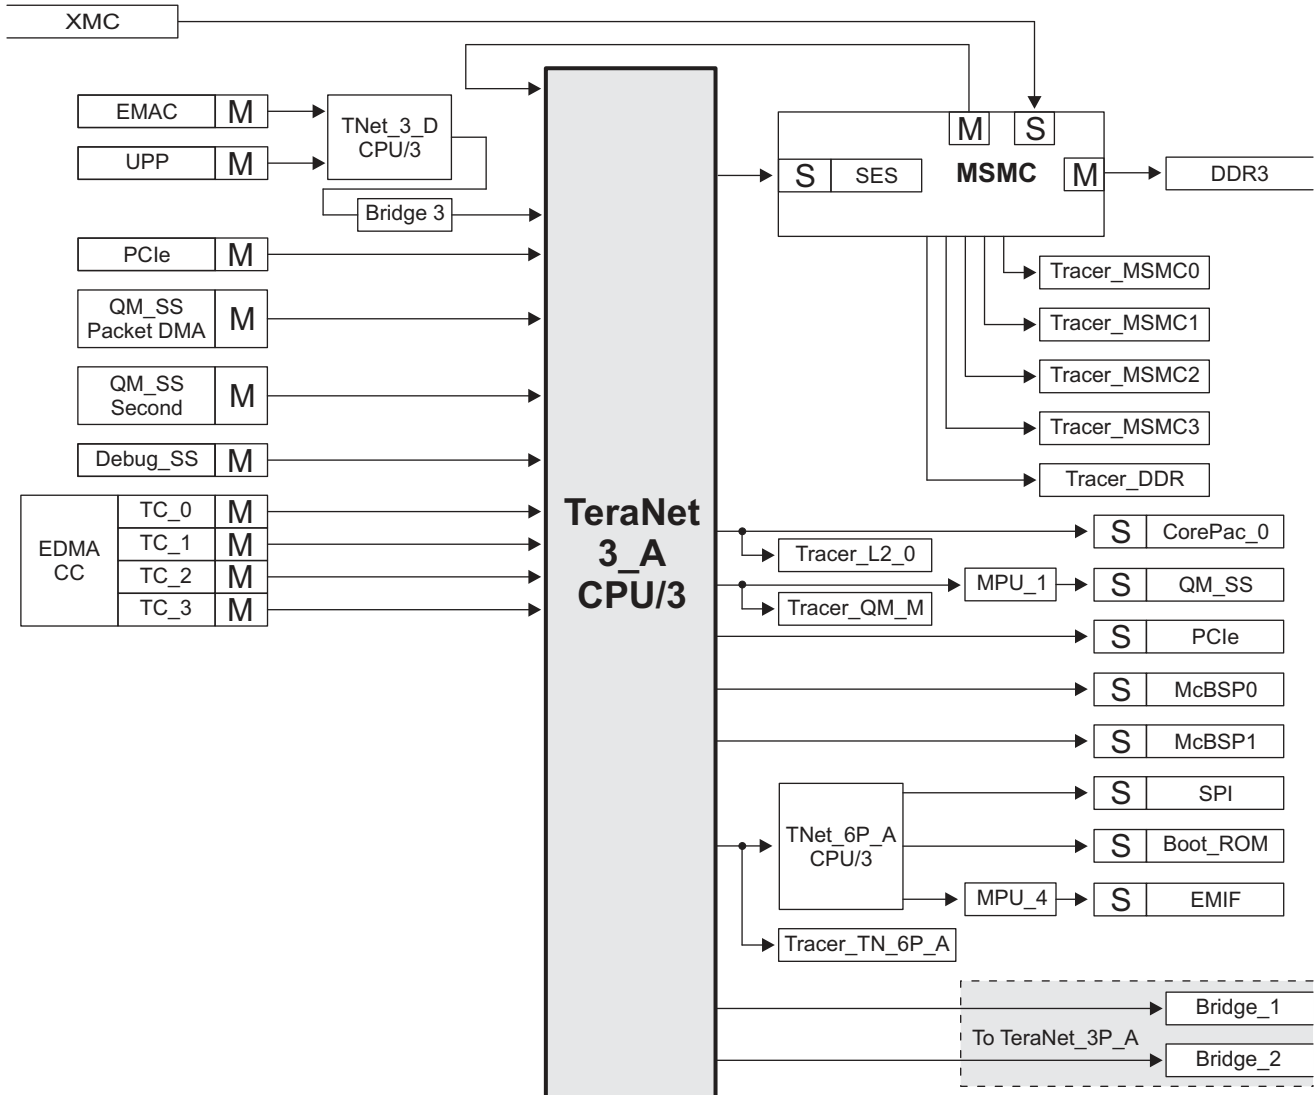 XMC
EMAC M
UPP M
TNet_3_D
CPU/3
Bridge 3
PCIe M
QM_SS
Packet DMA
M
QM_SS
Second
M
Debug_SS M
EDMA
CC
TC_0 M
TC_1 M
TC_2 M
TC_3 M
TeraNet
3_A
CPU/3
M S
S SES MSMC M
DDR3
Tracer_MSMC0
Tracer_MSMC1
Tracer_MSMC2
Tracer_MSMC3
Tracer_DDR
S CorePac_0
Tracer_L2_0
MPU_1 S QM_SS
Tracer_QM_M
S PCIe
S McBSP0
S McBSP1
S SPI
TNet_6P_A
CPU/3
S Boot_ROM
MPU_4 S EMIF
Tracer_TN_6P_A
Bridge_1
To TeraNet_3P_A
Bridge_2